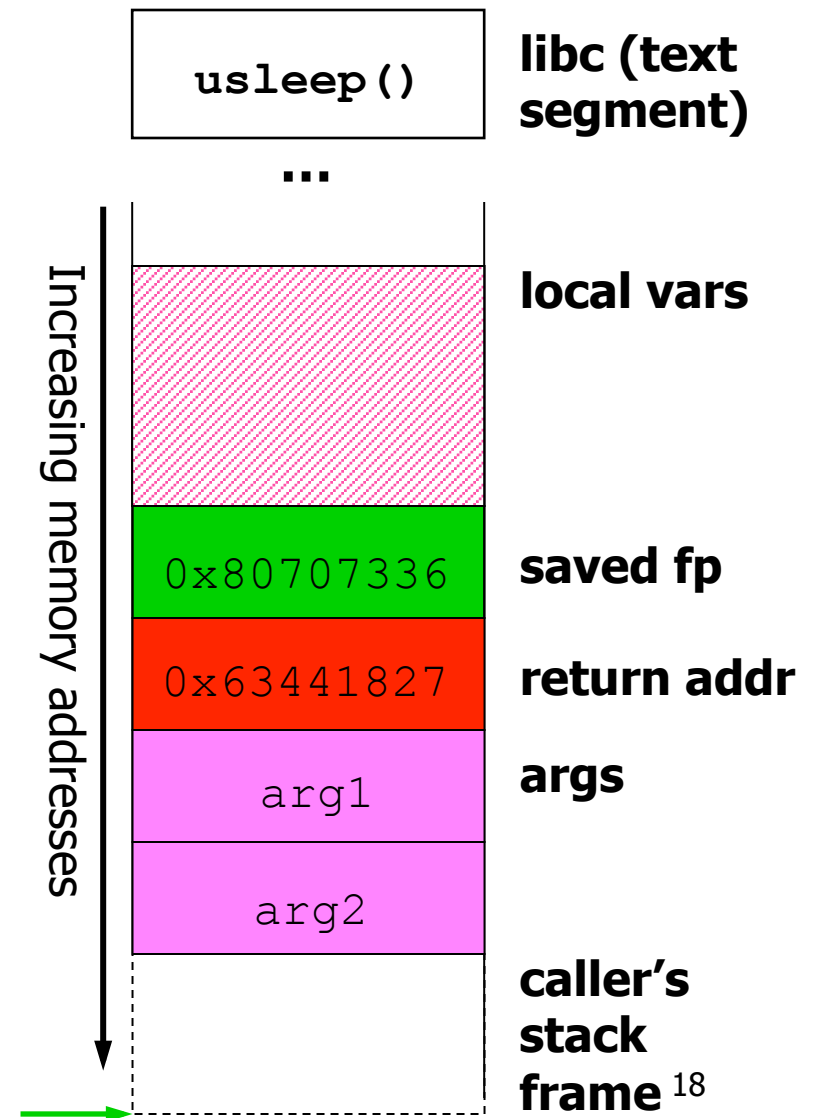 usleep()
libc (text
segment)
...
Increasing memory addresses
local vars
0x80707336
saved fp
0x63441827
return addr
arg1
args
arg2
caller’s
stack
frame 18